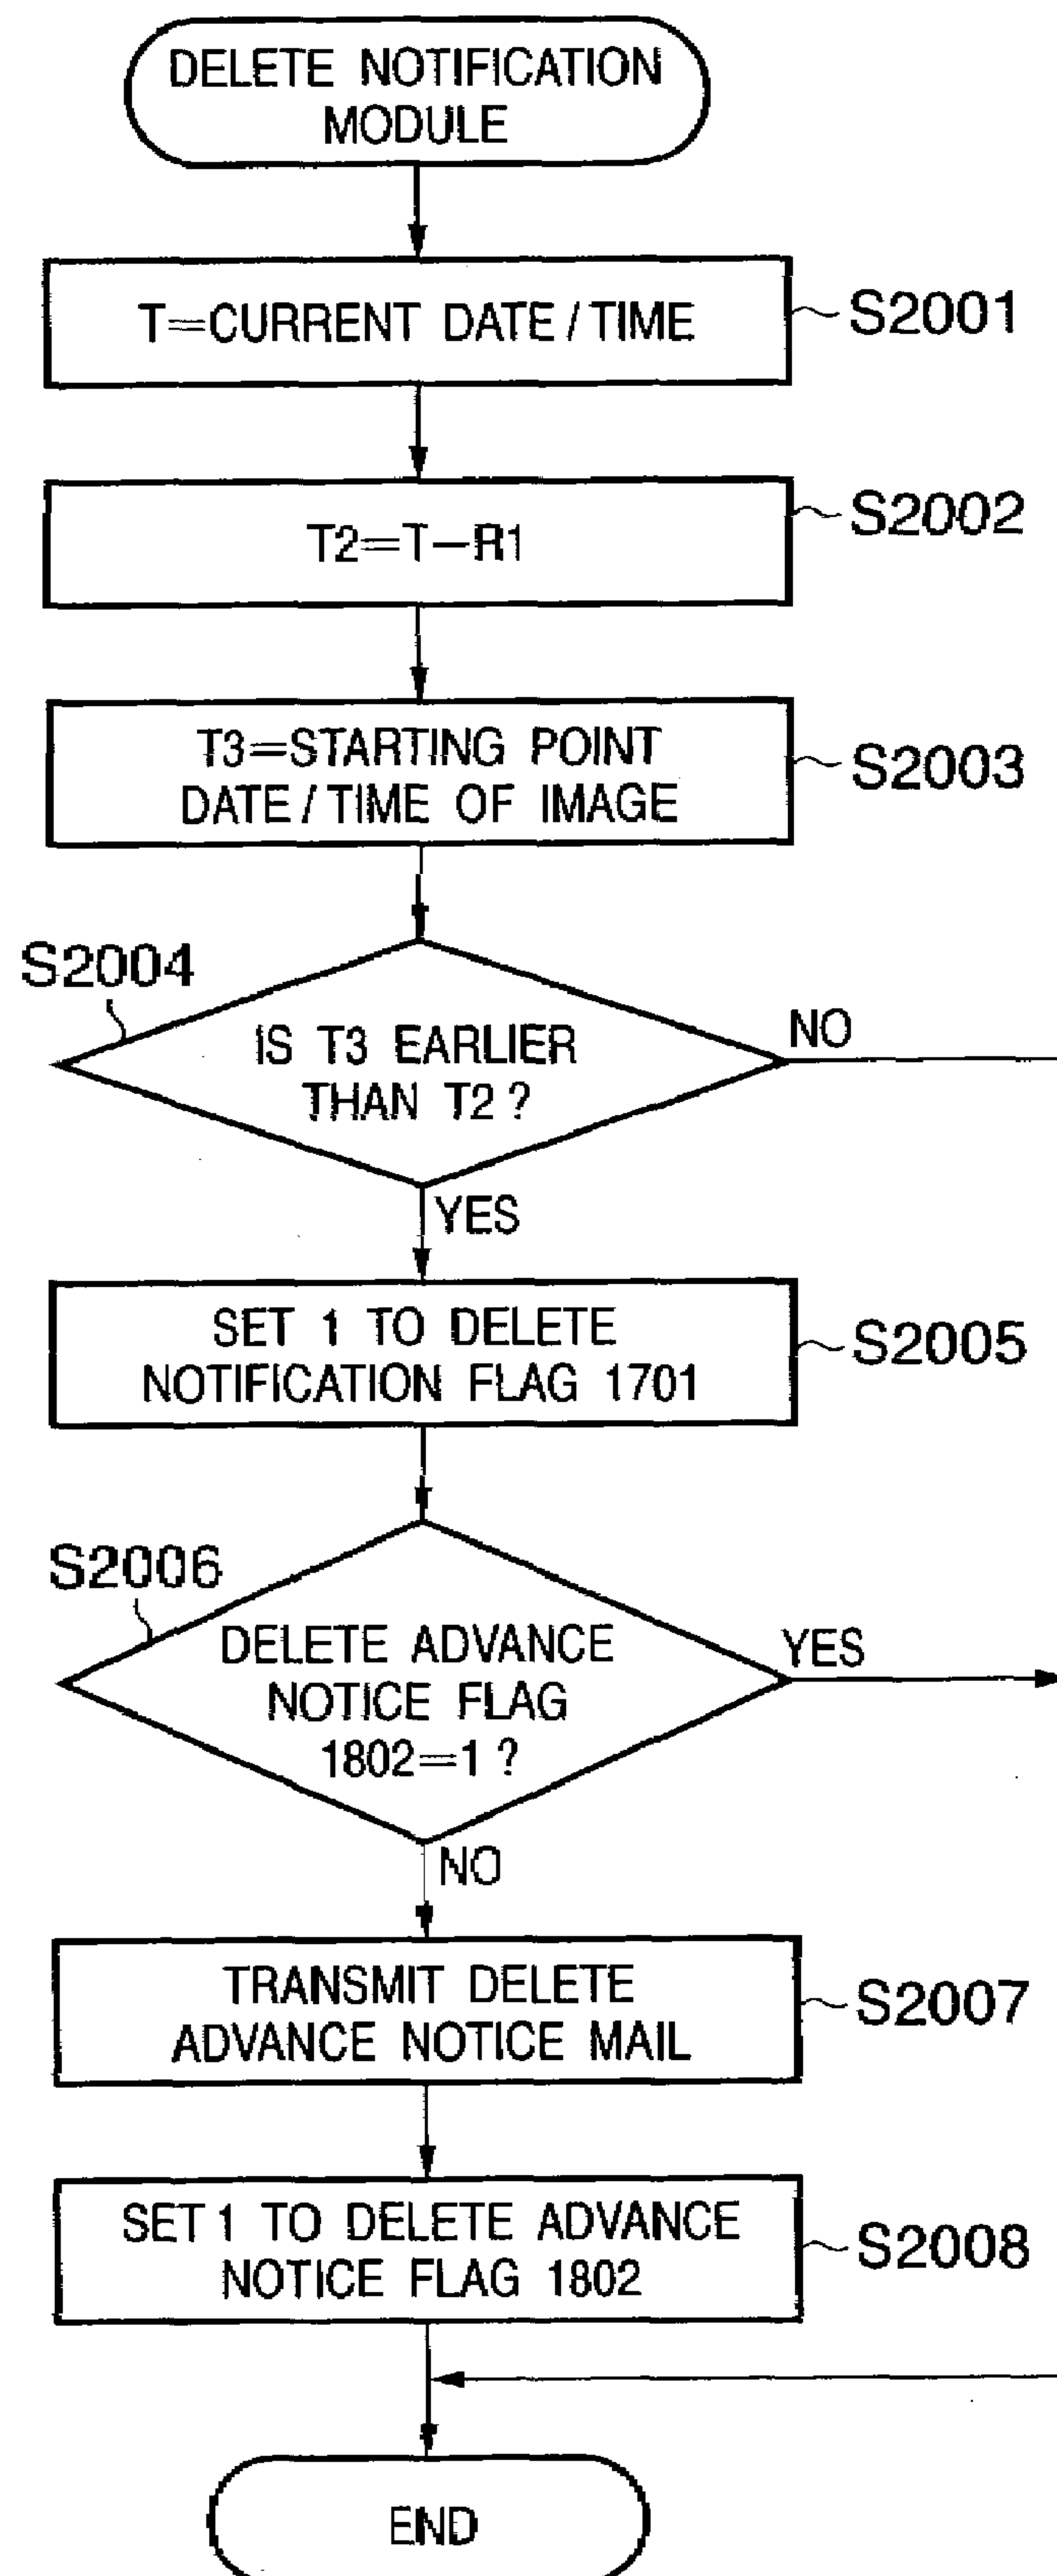 DELETE NOTIFICATION
MODULE
T=CURRENT DATE/TIME
S2001
T2=T−R1
S2002
T3=STARTING POINT
DATE/TIME OF IMAGE
S2003
S2004
IS T3 EARLIER
THAN T2?
NO
YES
SET 1 TO DELETE
NOTIFICATION FLAG 1701
S2005
S2006
DELETE ADVANCE
NOTICE FLAG
1802=1?
YES
NO
TRANSMIT DELETE
ADVANCE NOTICE MAIL
S2007
SET 1 TO DELETE ADVANCE
NOTICE FLAG 1802
S2008
END